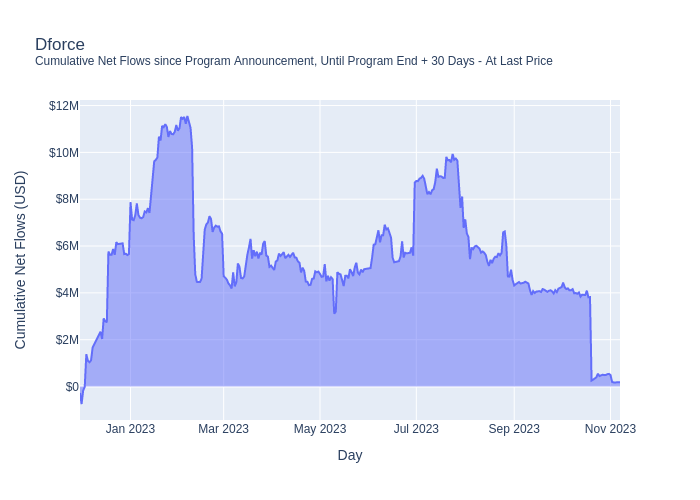 Dforce
Cumulative Net Flows since Program Announcement, Until Program End + 30 Days - At Last Price
$12M
$10M
$8M
$6M
$4M
$2M
$0
Cumulative Net Flows (USD)
Jan 2023
Mar 2023
May 2023
Jul 2023
Sep 2023
Nov 2023
Day